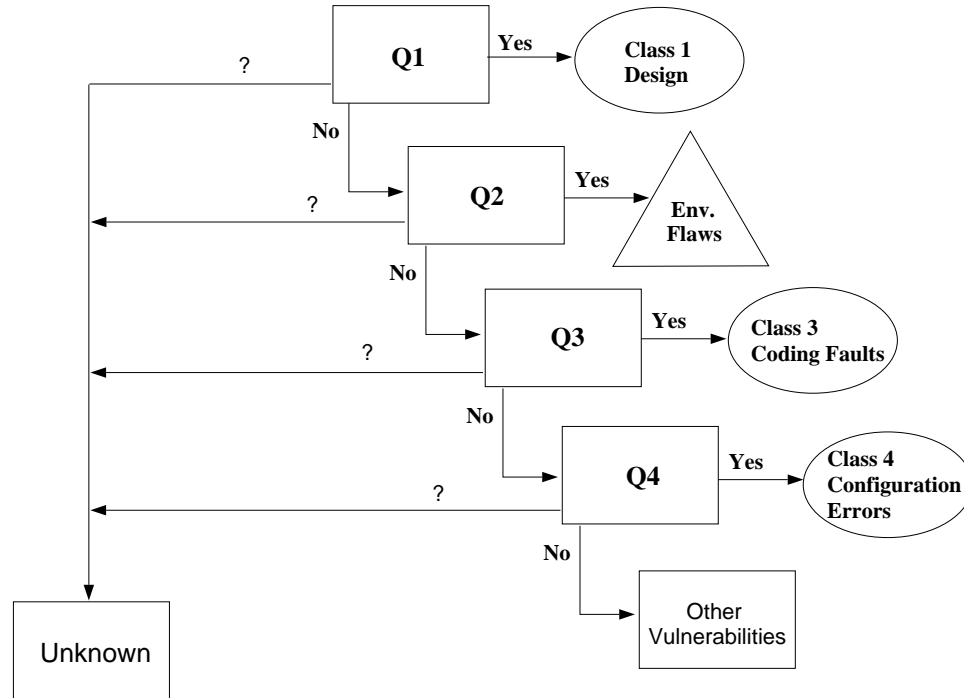 Q1
Yes
Class 1
Design
?
No
Q2
Yes
Env.
Flaws
?
No
Q3
Yes
Class 3
Coding Faults
?
No
Q4
Yes
Class 4
Configuration
Errors
?
No
Other
Vulnerabilities
Unknown